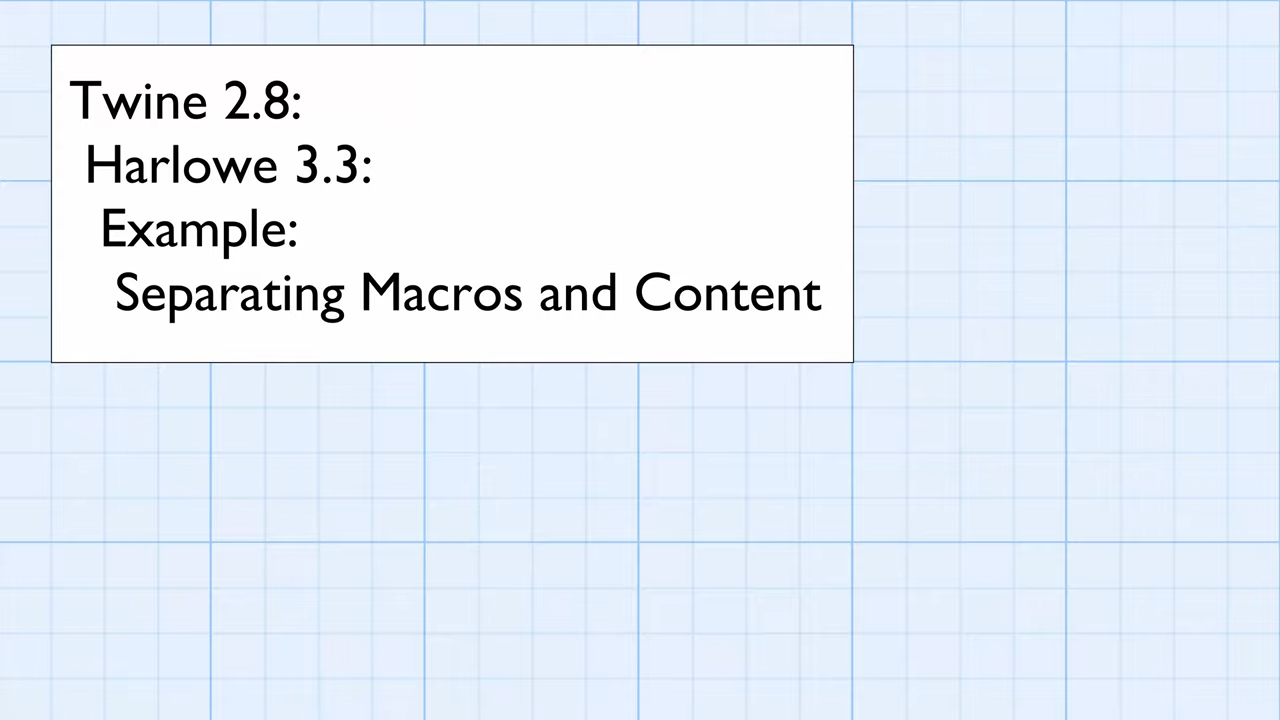 Twine 2.8:
Harlowe 3.3:
Example:
Separating Macros and Content